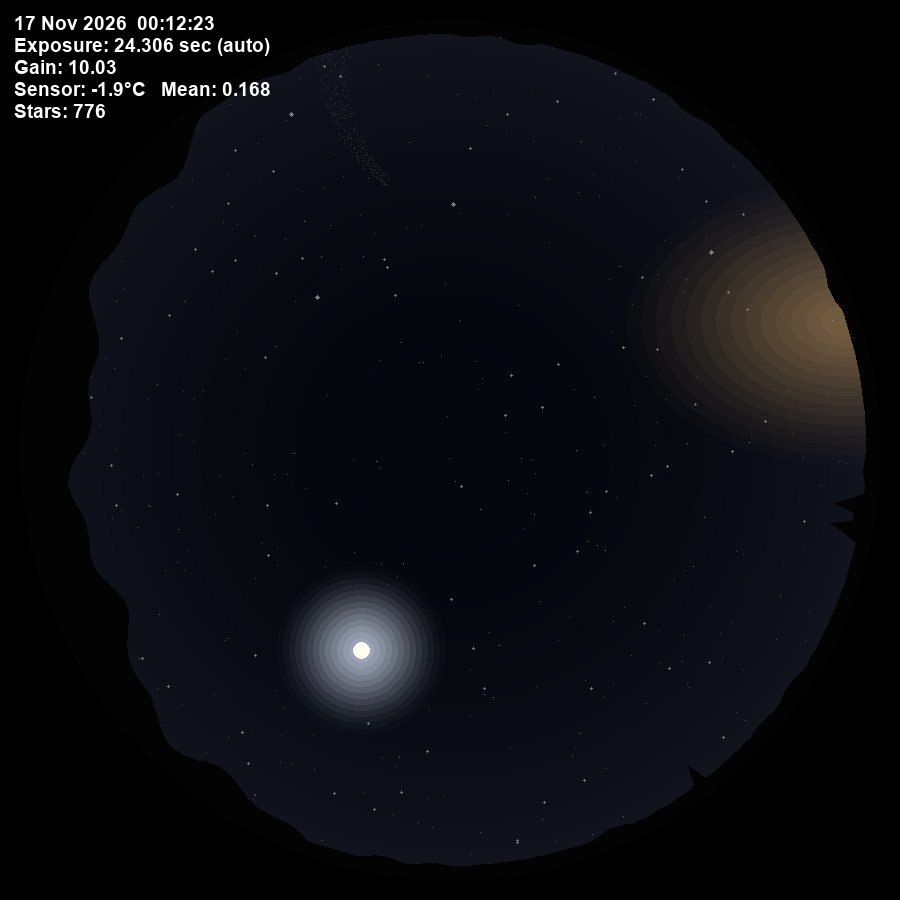 17 Nov 2026  00:12:23
Exposure: 24.306 sec (auto)
Gain: 10.03
Sensor: -1.9°C   Mean: 0.168
Stars: 776